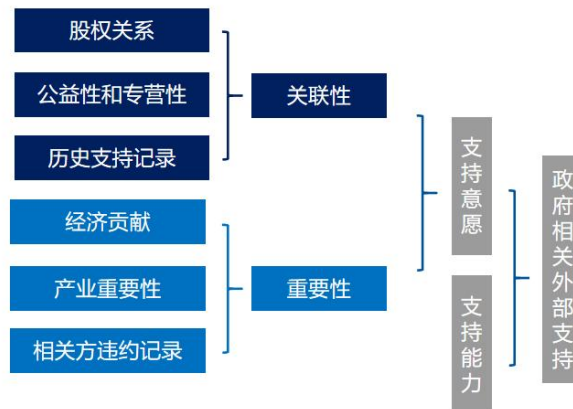 股权关系
公益性和专营性
历史支持记录
关联性
经济贡献
产业重要性
相关方违约记录
重要性
支持意愿
支持能力
政府相关外部支持